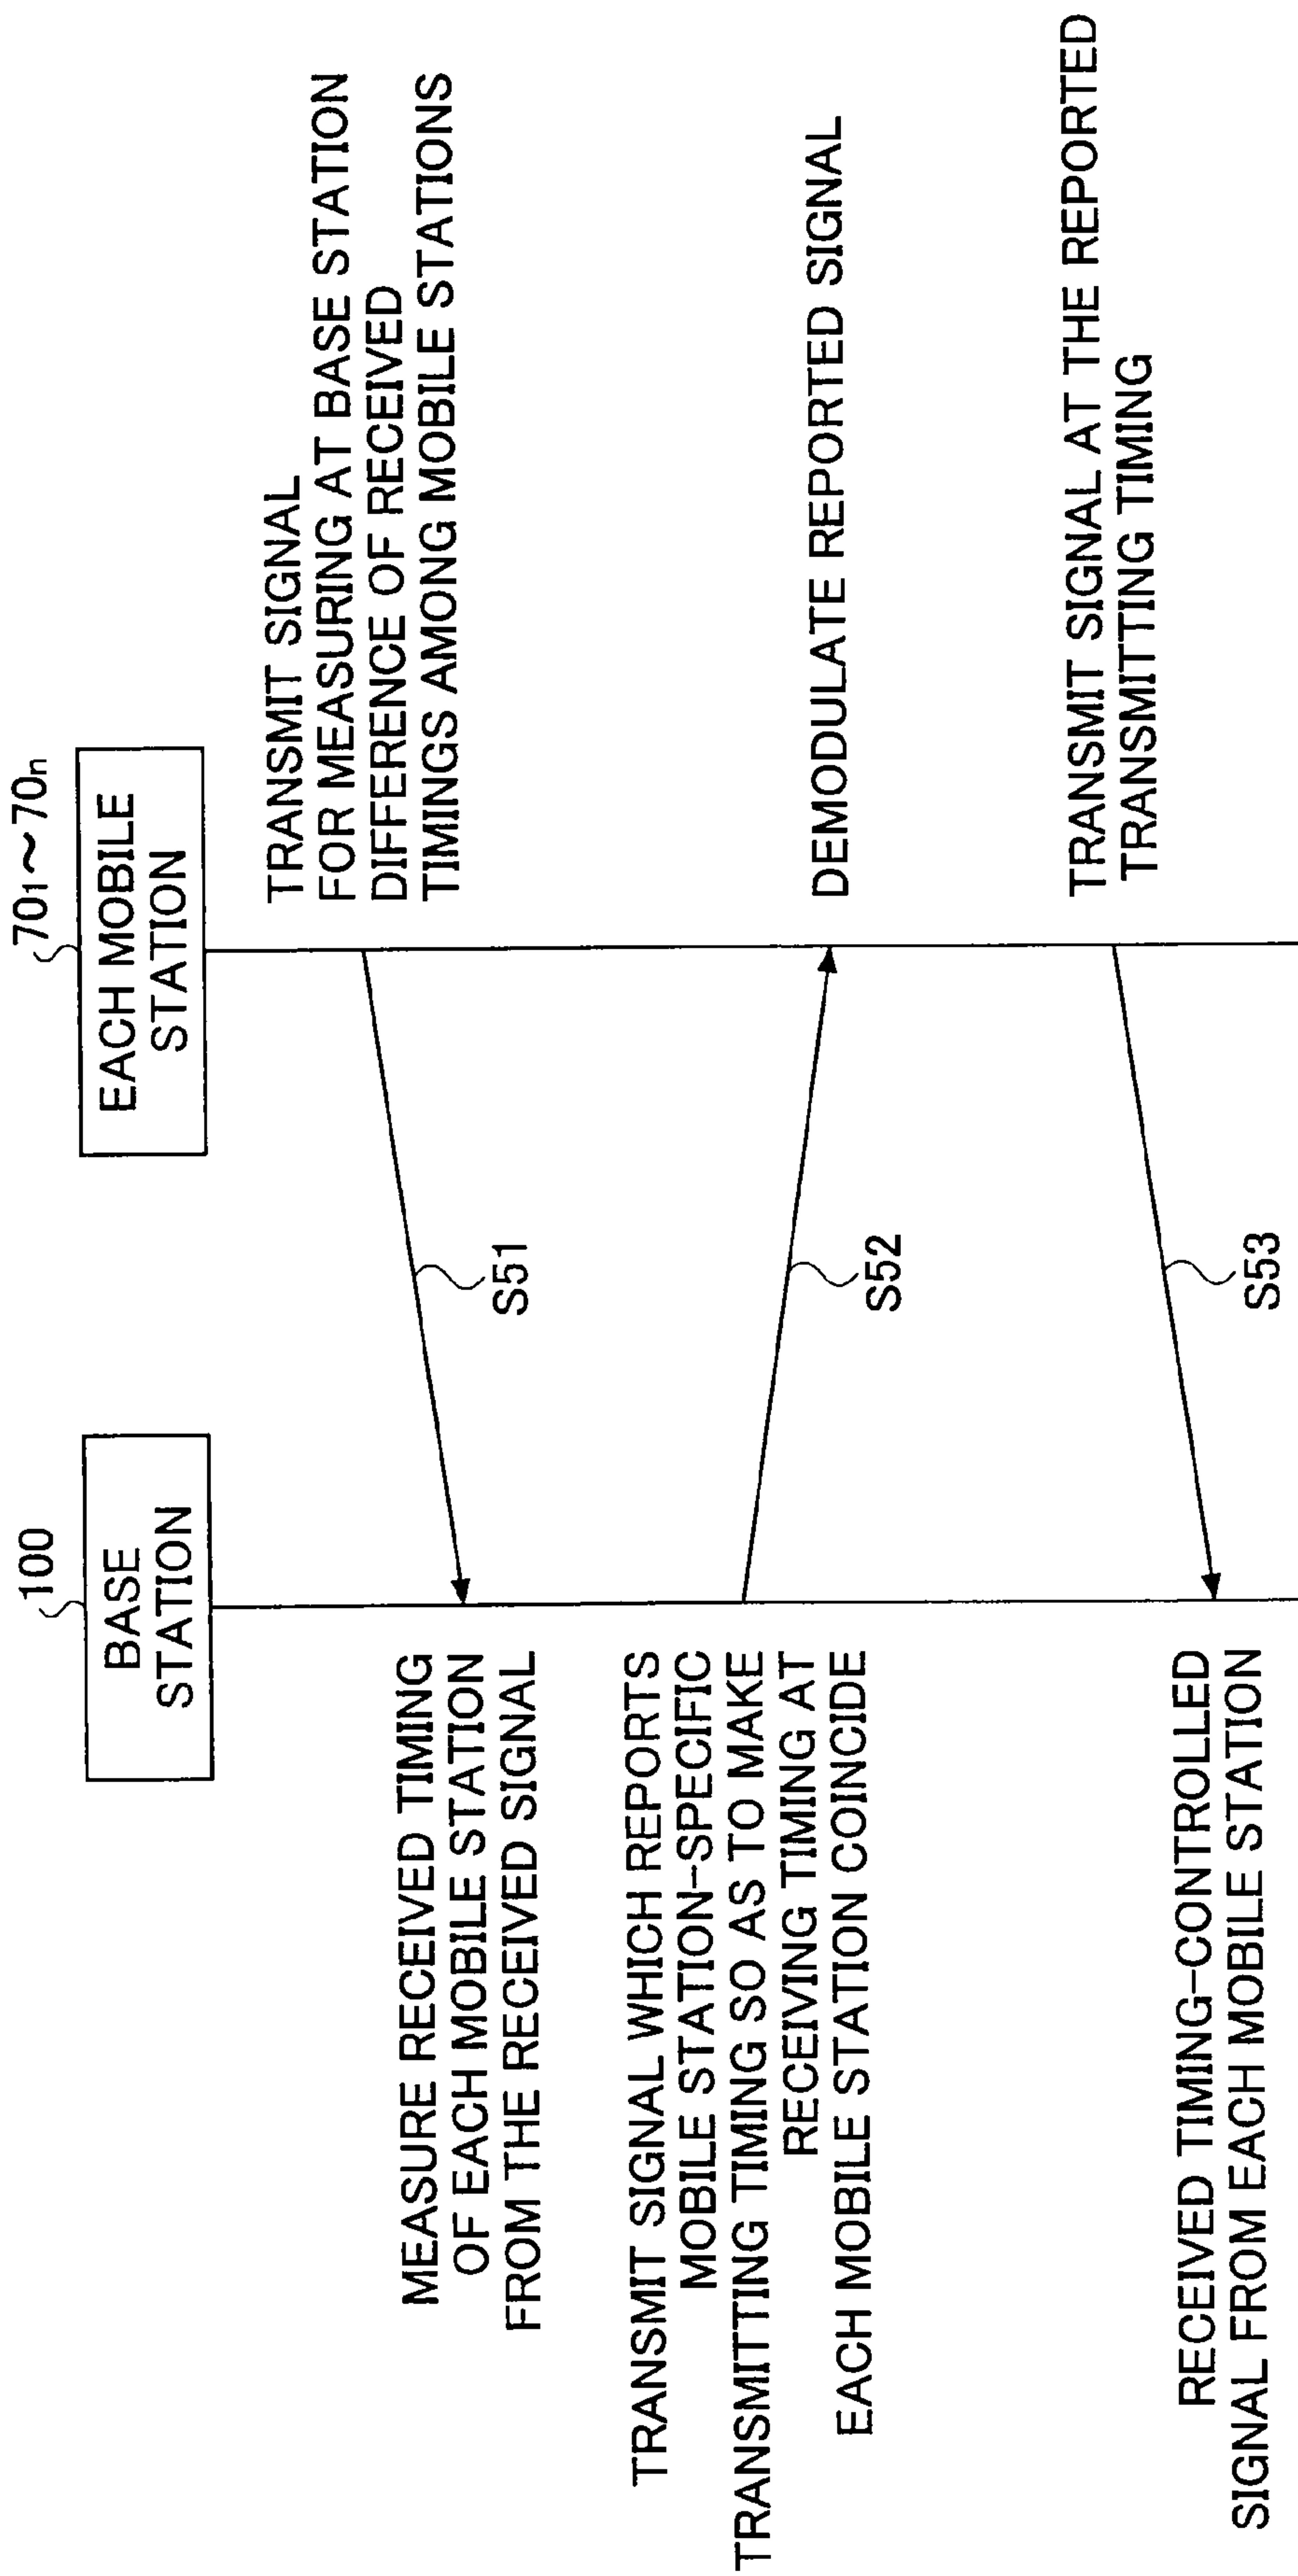 100
BASE
STATION
70₁~70ₙ
EACH MOBILE
STATION
TRANSMIT SIGNAL
FOR MEASURING AT BASE STATION
DIFFERENCE OF RECEIVED
TIMINGS AMONG MOBILE STATIONS
S51
MEASURE RECEIVED TIMING
OF EACH MOBILE STATION
FROM THE RECEIVED SIGNAL
TRANSMIT SIGNAL WHICH REPORTS
MOBILE STATION-SPECIFIC
TRANSMITTING TIMING SO AS TO MAKE
RECEIVING TIMING AT
EACH MOBILE STATION COINCIDE
S52
DEMODULATE REPORTED SIGNAL
TRANSMIT SIGNAL AT THE REPORTED
TRANSMITTING TIMING
S53
RECEIVED TIMING-CONTROLLED
SIGNAL FROM EACH MOBILE STATION